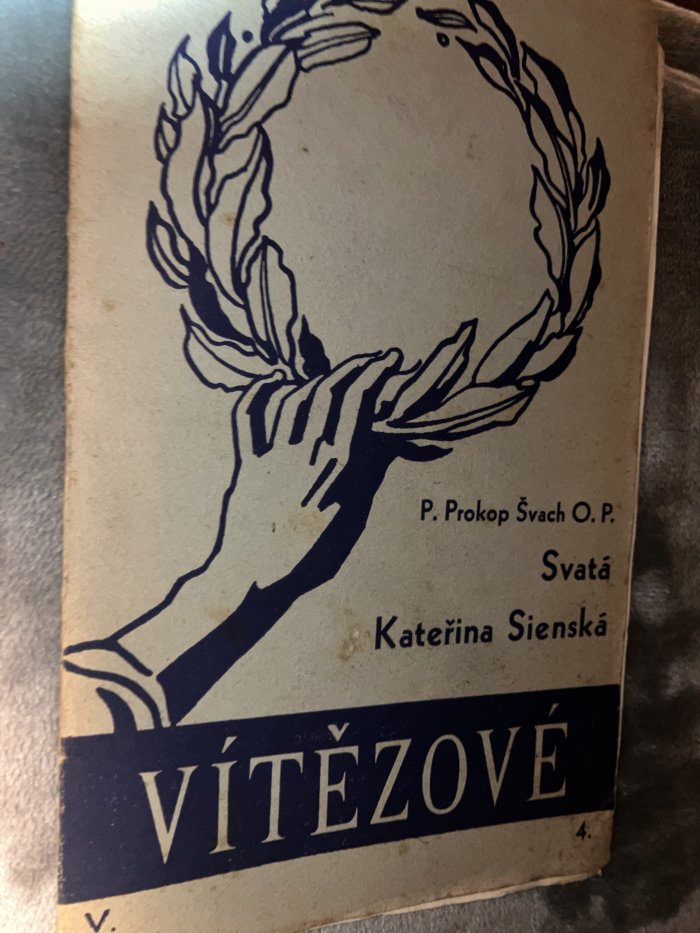 P. Prokop Švach O. P.
Svatá
Kateřina Sienská
VÍTĚZOVÉ
4.
V.